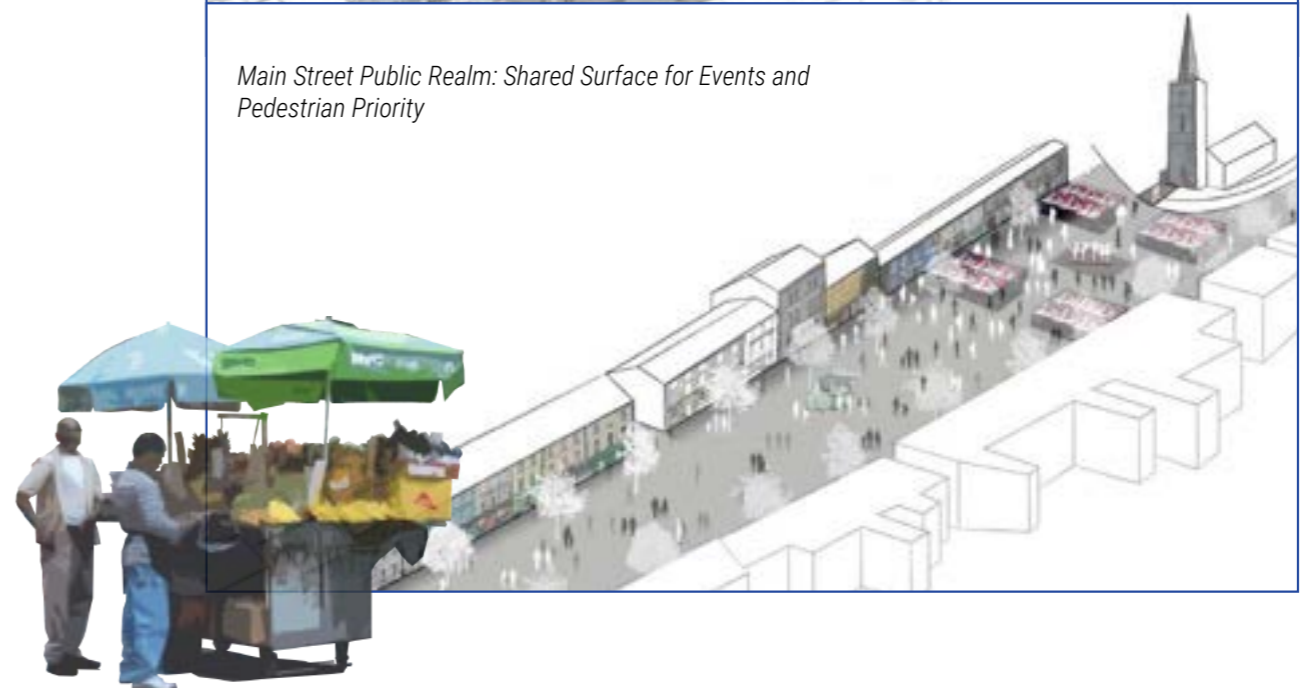 Main Street Public Realm: Shared Surface for Events and
Pedestrian Priority